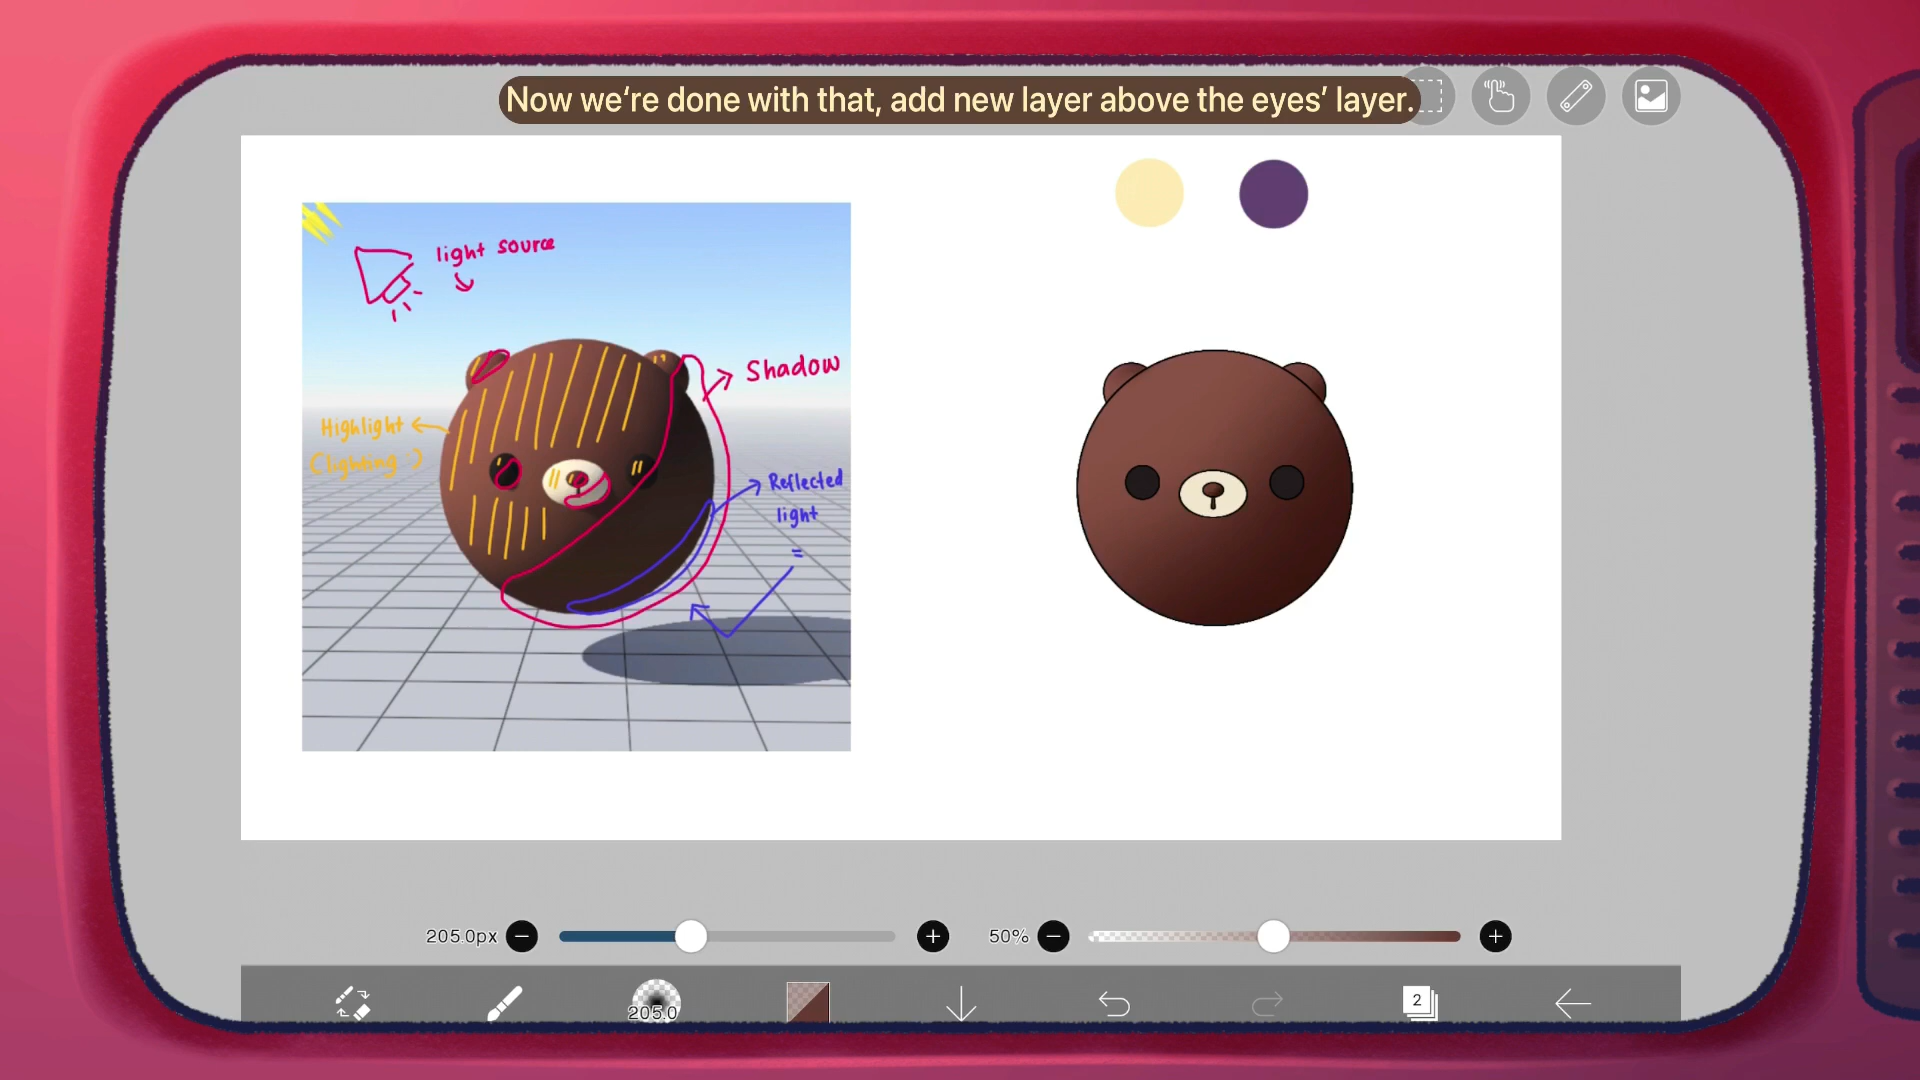 Now we're done with that, add new layer above the eyes' layer.
light source
Shadow
Highlight
(lighting :)
Reflected
light
=
205.0px
50%
205.0
2